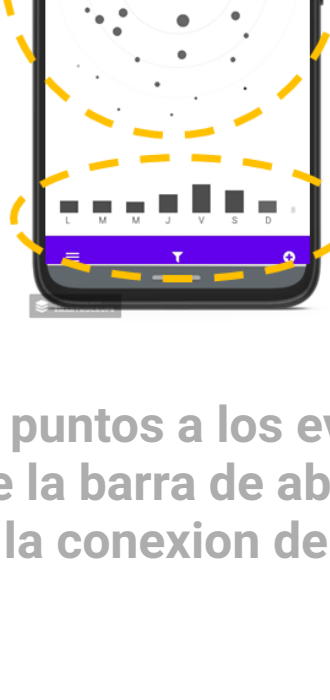 L M M J V S D
puntos a los ev
e la barra de ab
la conexion de